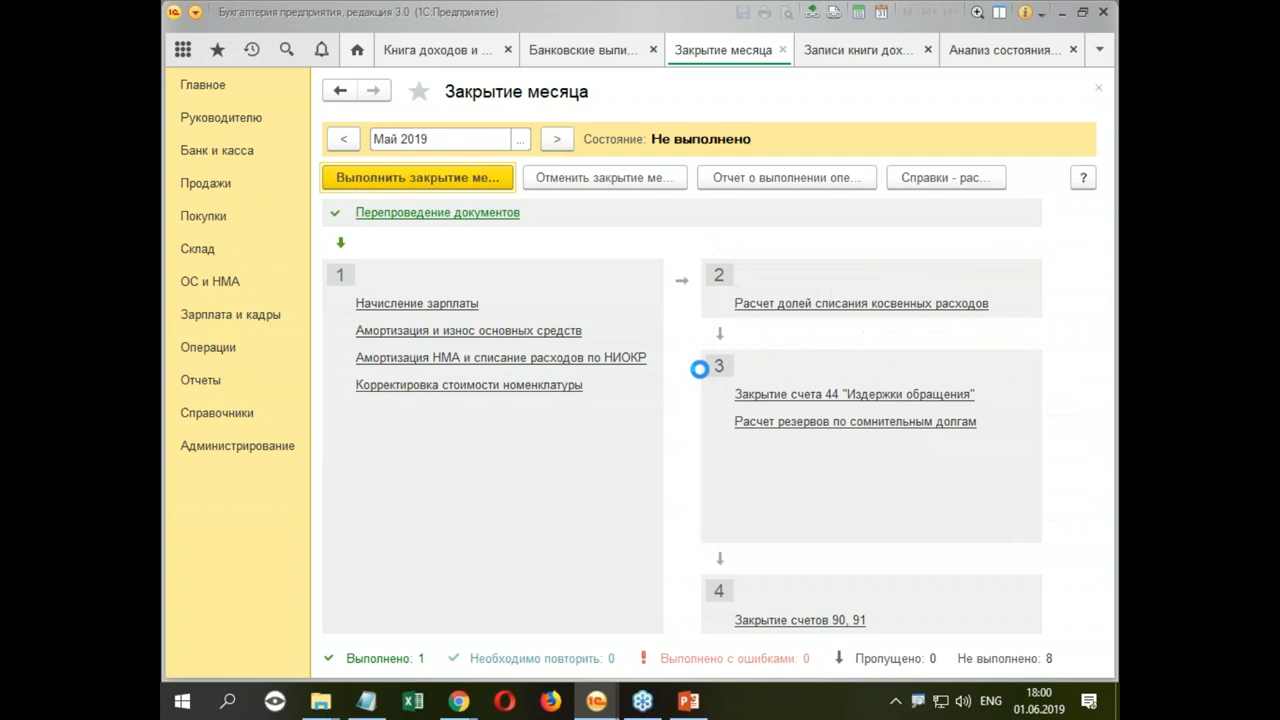 Бухгалтерия предприятия, редакция 3.0 (1С:Предприятие)
Книга доходов и ...
Банковские выпи...
Закрытие месяца
Записи книги дох...
Анализ состояния...
Главное
Руководителю
Банк и касса
Продажи
Покупки
Склад
ОС и НМА
Зарплата и кадры
Операции
Отчеты
Справочники
Администрирование
Закрытие месяца
< Май 2019 ... > Состояние: Не выполнено
Выполнить закрытие ме... Отменить закрытие ме... Отчет о выполнении опе... Справки - рас... ?
Перепроведение документов
1
Начисление зарплаты
Амортизация и износ основных средств
Амортизация НМА и списание расходов по НИОКР
Корректировка стоимости номенклатуры
2
Расчет долей списания косвенных расходов
3
Закрытие счета 44 "Издержки обращения"
Расчет резервов по сомнительным долгам
4
Закрытие счетов 90, 91
Выполнено: 1 Необходимо повторить: 0 Выполнено с ошибками: 0 Пропущено: 0 Не выполнено: 8
ENG
18:00
01.06.2019